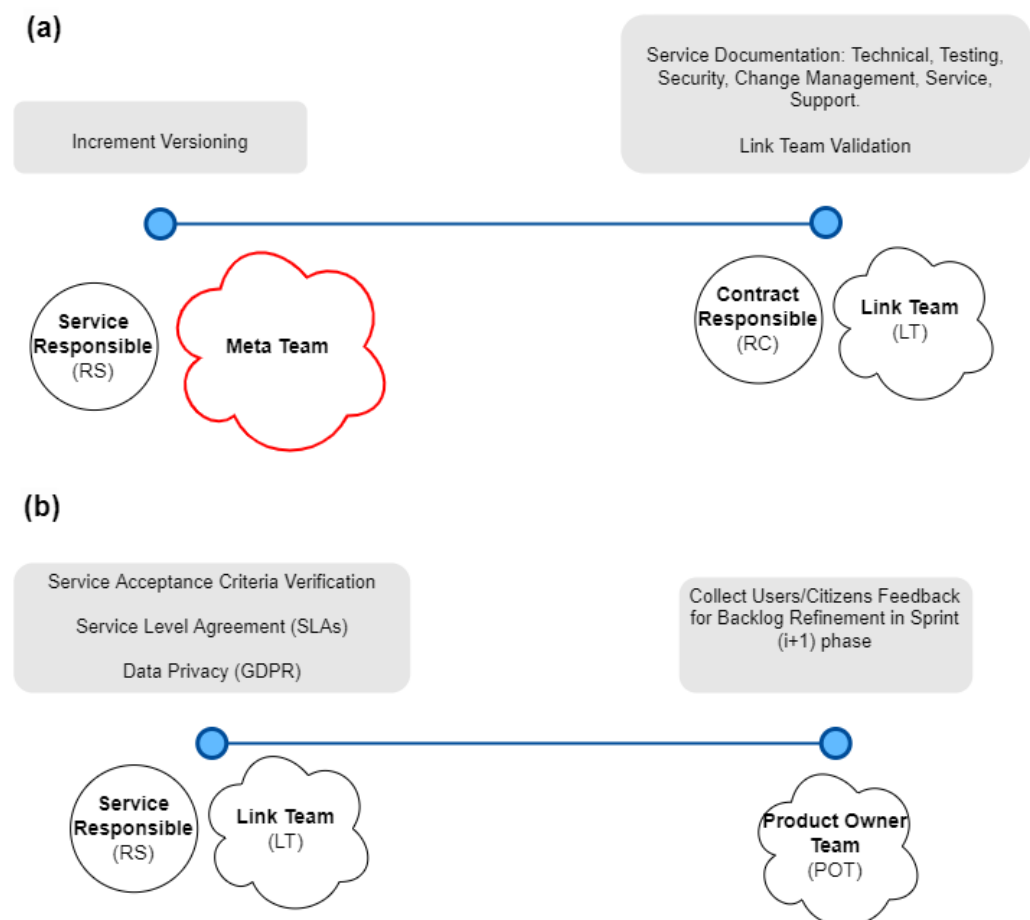 (a)
Increment Versioning
Service Documentation: Technical, Testing,
Security, Change Management, Service,
Support.
Link Team Validation
Service
Responsible
(RS)
Meta Team
Contract
Responsible
(RC)
Link Team
(LT)
(b)
Service Acceptance Criteria Verification
Service Level Agreement (SLAs)
Data Privacy (GDPR)
Collect Users/Citizens Feedback
for Backlog Refinement in Sprint
(i+1) phase
Service
Responsible
(RS)
Link Team
(LT)
Product Owner
Team
(POT)